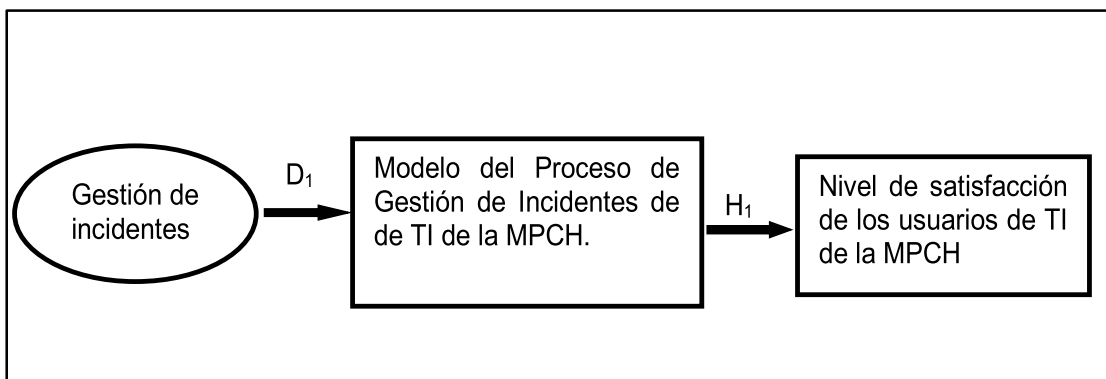 Gestión de
incidentes
D₁
Modelo del Proceso de
Gestión de Incidentes de
de TI de la MPCH.
H₁
Nivel de satisfacción
de los usuarios de TI
de la MPCH